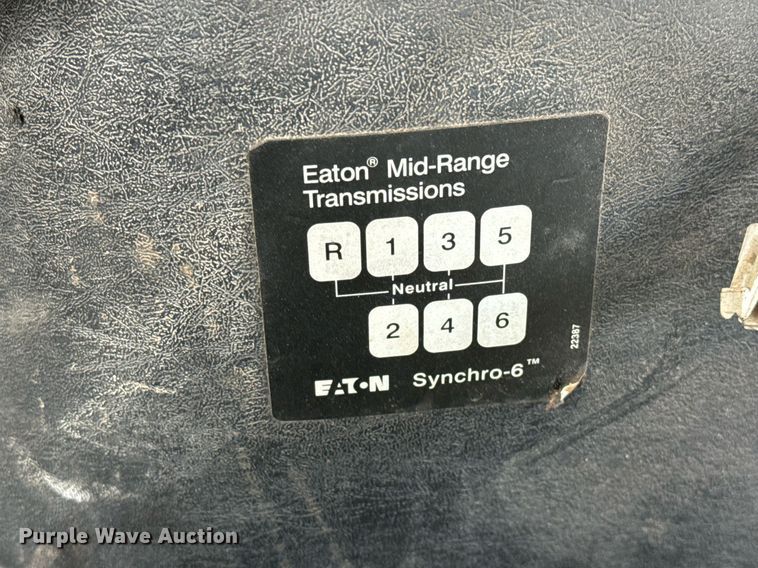 Eaton® Mid-Range
Transmissions
R 1 3 5
Neutral
2 4 6
22387
EATON Synchro-6™
Purple Wave Auction